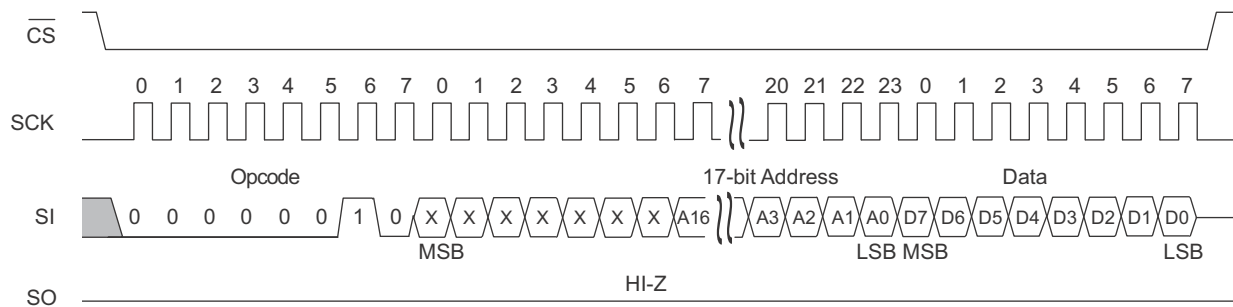 CS
0 1 2 3 4 5 6 7 0 1 2 3 4 5 6 7 20 21 22 23 0 1 2 3 4 5 6 7
SCK
Opcode 17-bit Address Data
SI 0 0 0 0 0 0 1 0 X X X X X X X A16 A3 A2 A1 A0 D7 D6 D5 D4 D3 D2 D1 D0
MSB LSB MSB LSB
HI-Z
SO